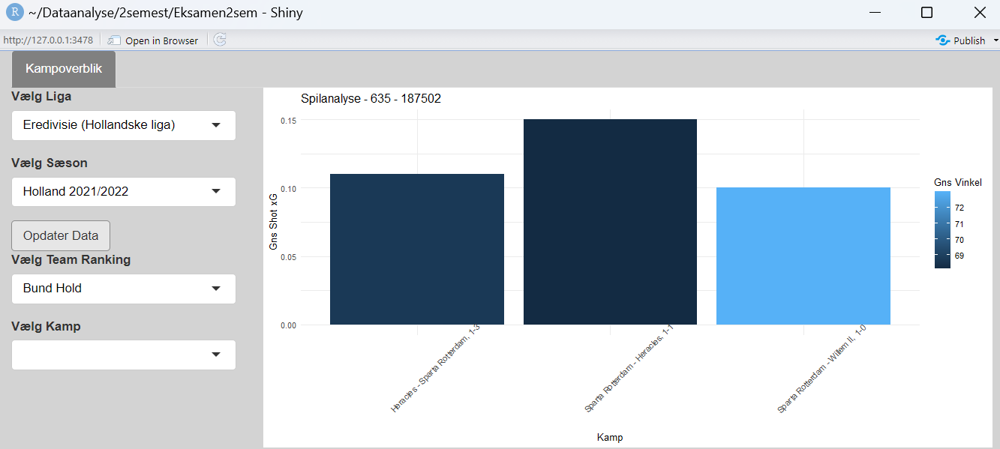 R ~/Dataanalyse/2semest/Eksamen2sem - Shiny
http://127.0.0.1:3478 Open in Browser Publish
Kampoverblik
Vælg Liga
Eredivisie (Hollandske liga)
Vælg Sæson
Holland 2021/2022
Opdater Data
Vælg Team Ranking
Bund Hold
Vælg Kamp
Spilanalyse - 635 - 187502
Gns Shot xG
0.15
0.10
0.05
0.00
Heracles - Sparta Rotterdam, 1-3
Sparta Rotterdam - Heracles, 1-1
Sparta Rotterdam - Willem II, 1-0
Kamp
Gns Vinkel
72
71
70
69